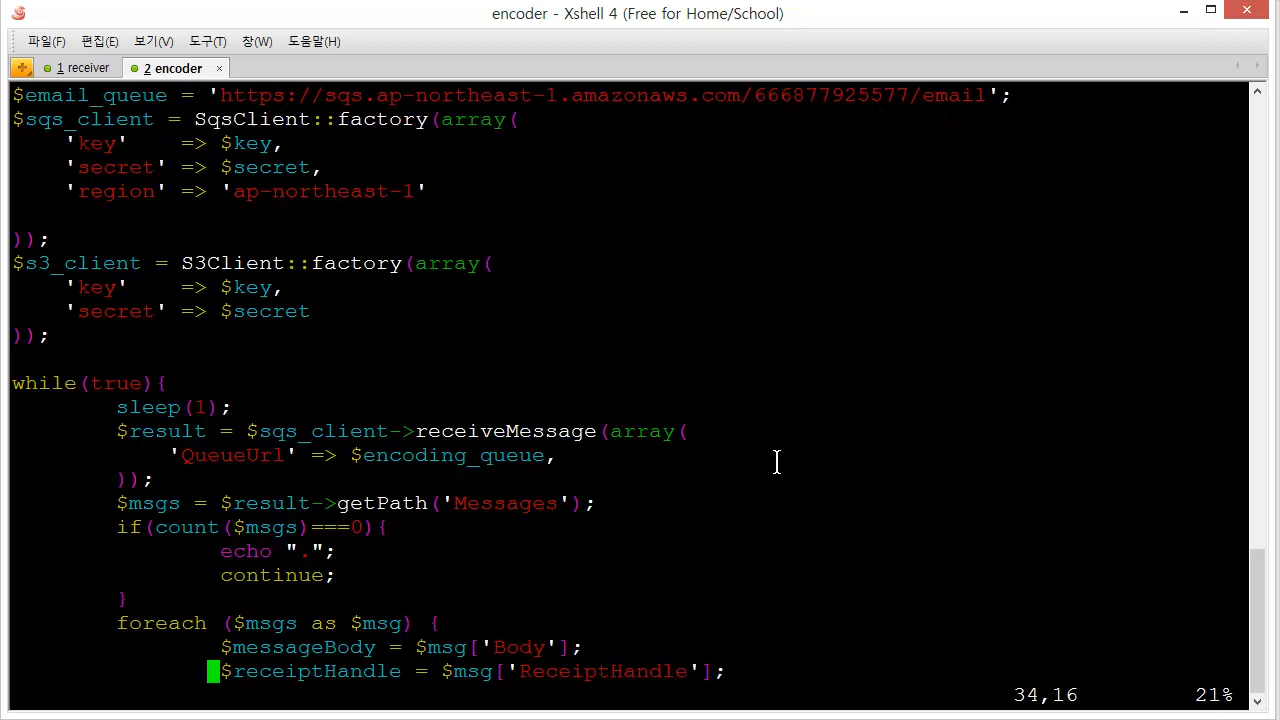 encoder - Xshell 4 (Free for Home/School)
파일(F) 편집(E) 보기(V) 도구(T) 창(W) 도움말(H)
1 receiver 2 encoder ×
$email_queue = 'https://sqs.ap-northeast-1.amazonaws.com/666877925577/email';
$sqs_client = SqsClient::factory(array(
    'key'    => $key,
    'secret' => $secret,
    'region' => 'ap-northeast-1'
));
$s3_client = S3Client::factory(array(
    'key'    => $key,
    'secret' => $secret
));
while(true){
        sleep(1);
        $result = $sqs_client->receiveMessage(array(
            'QueueUrl' => $encoding_queue,
        ));
        $msgs = $result->getPath('Messages');
        if(count($msgs)===0){
                echo ".";
                continue;
        }
        foreach ($msgs as $msg) {
                $messageBody = $msg['Body'];
                $receiptHandle = $msg['ReceiptHandle'];
34,16 21%